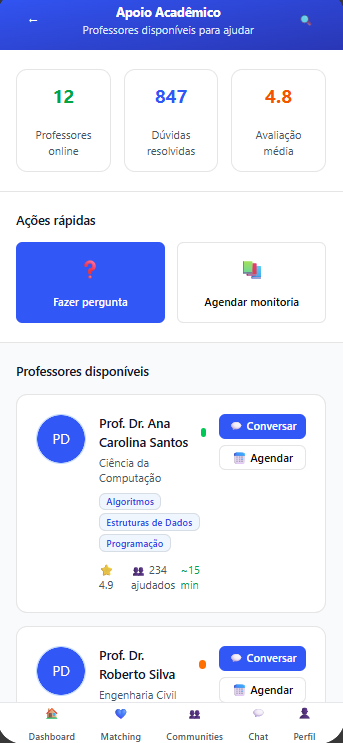 Apoio Acadêmico
Professores disponíveis para ajudar
12
847
4.8
Professores online
Dúvidas resolvidas
Avaliação média
Ações rápidas
Fazer pergunta
Agendar monitoria
Professores disponíveis
PD
Prof. Dr. Ana
Carolina Santos
Ciência da
Computação
Algoritmos
Estruturas de Dados
Programação
4.9
234
ajudados
~15
min
Conversar
Agendar
PD
Prof. Dr.
Roberto Silva
Engenharia Civil
Conversar
Agendar
Dashboard
Matching
Communities
Chat
Perfil